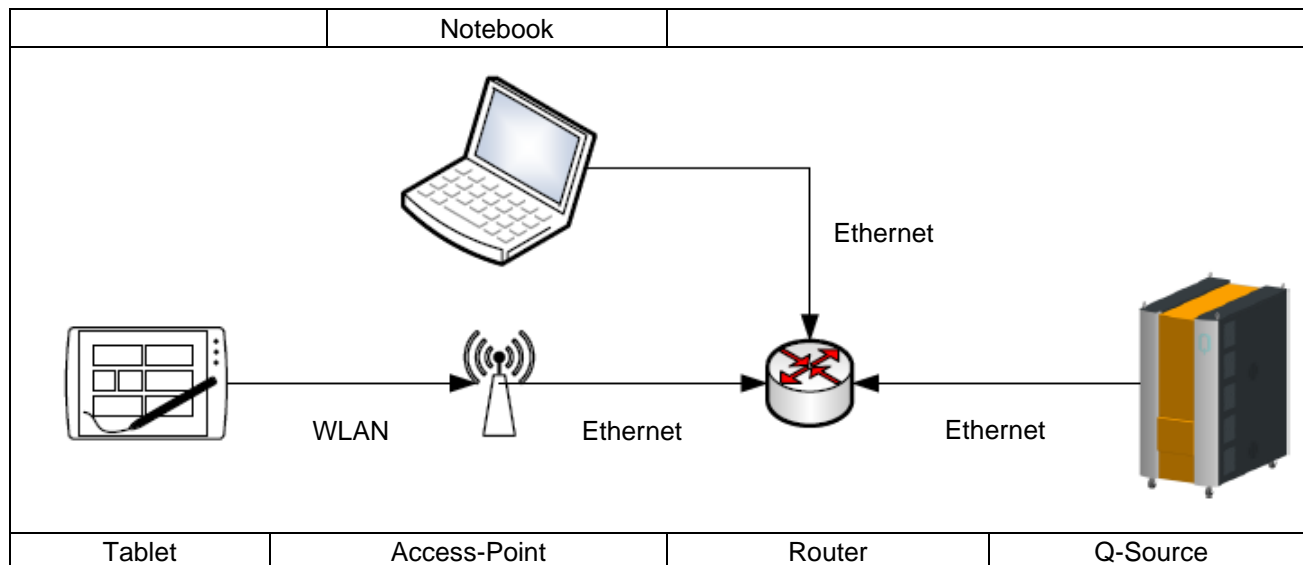 Notebook
Ethernet
WLAN
Ethernet
Ethernet
Tablet
Access-Point
Router
Q-Source